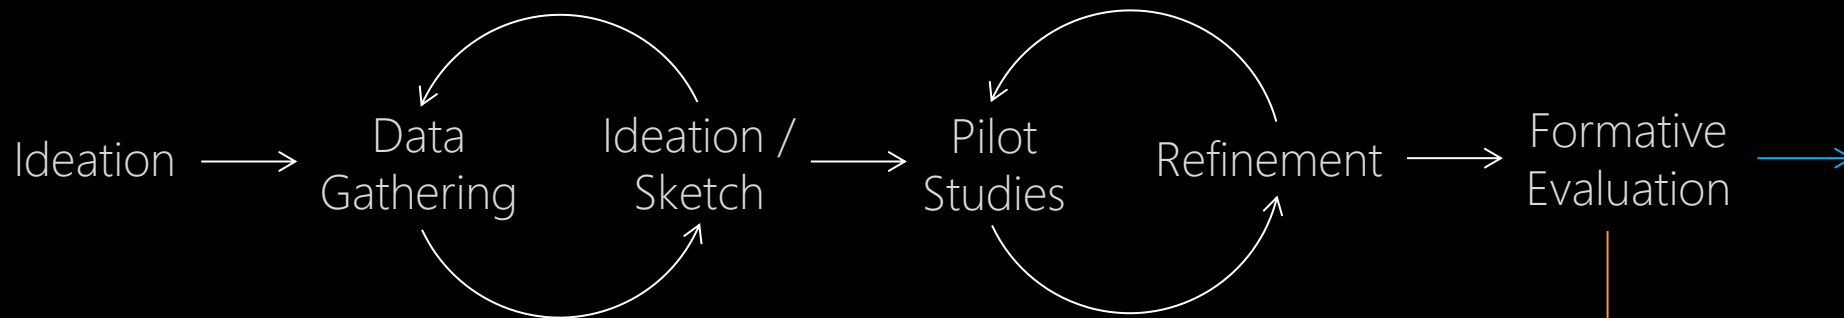 Ideation
Data
Gathering
Ideation /
Sketch
Pilot
Studies
Refinement
Formative
Evaluation